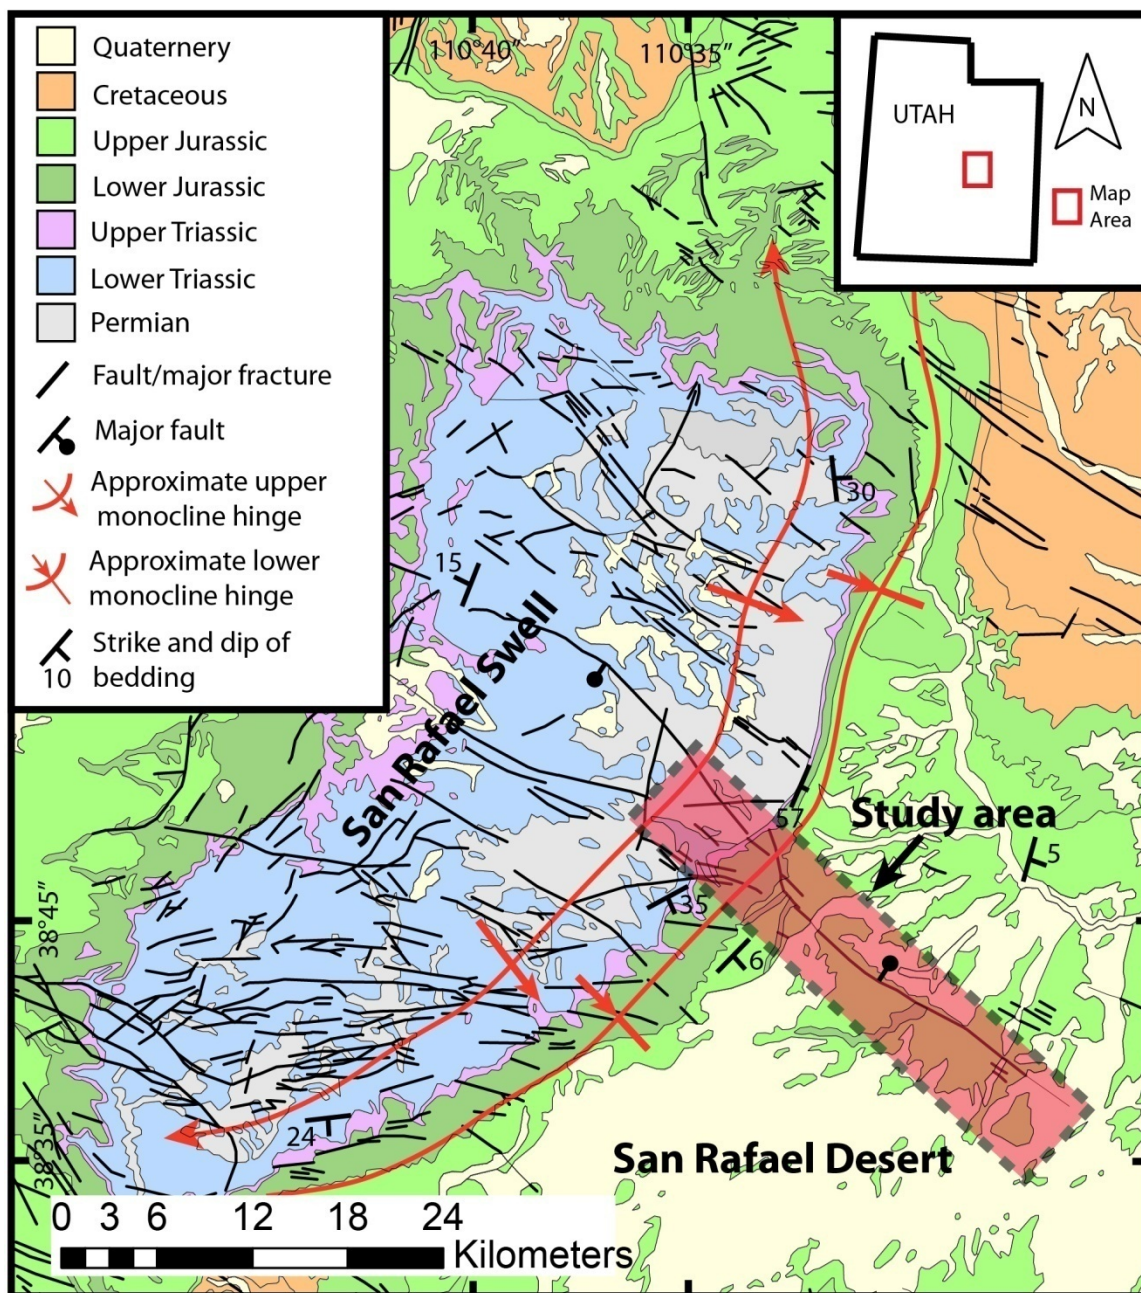 Quaternery
Cretaceous
Upper Jurassic
Lower Jurassic
Upper Triassic
Lower Triassic
Permian
Fault/major fracture
Major fault
Approximate upper
monocline hinge
Approximate lower
monocline hinge
Strike and dip of
10 bedding
110°40″
110°35″
UTAH
N
Map
Area
30
15
San Rafael Swell
57
Study area
5
35
6
38°45″
24
38°35″
San Rafael Desert
0 3 6 12 18 24
Kilometers